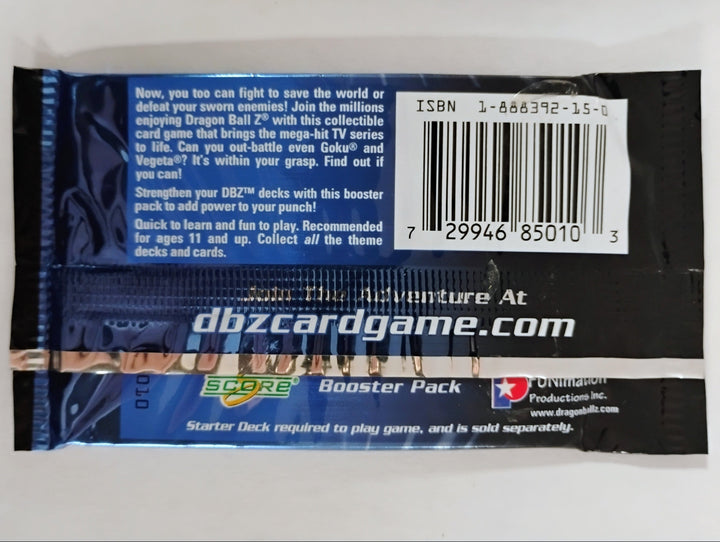 Now, you too can fight to save the world or
defeat your sworn enemies! Join the millions
enjoying Dragon Ball Z® with this collectible
card game that brings the mega-hit TV series
to life. Can you out-battle even Goku® and
Vegeta®? It's within your grasp. Find out if
you can!
Strengthen your DBZ™ decks with this booster
pack to add power to your punch!
Quick to learn and fun to play. Recommended
for ages 11 and up. Collect all the theme
decks and cards.
ISBN 1-888392-15-0
7 29946 85010 3
Join The Adventure At
dbzcardgame.com
SCORE® Booster Pack
FUNimation
Productions Inc.
www.dragonballz.com
Starter Deck required to play game, and is sold separately.
010